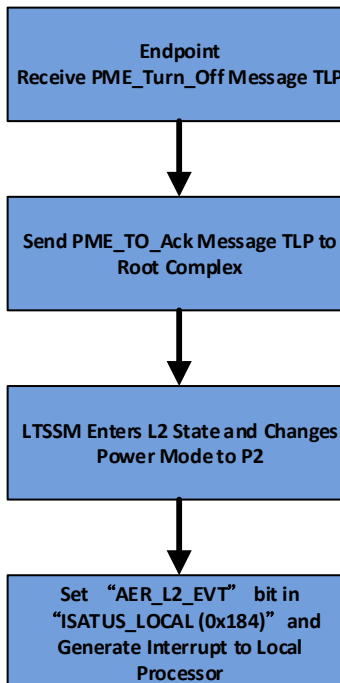 Endpoint
Receive PME_Turn_Off Message TLP
Send PME_TO_Ack Message TLP to
Root Complex
LTSSM Enters L2 State and Changes
Power Mode to P2
Set “AER_L2_EVT” bit in
“ISATUS_LOCAL (0x184)” and
Generate Interrupt to Local
Processor